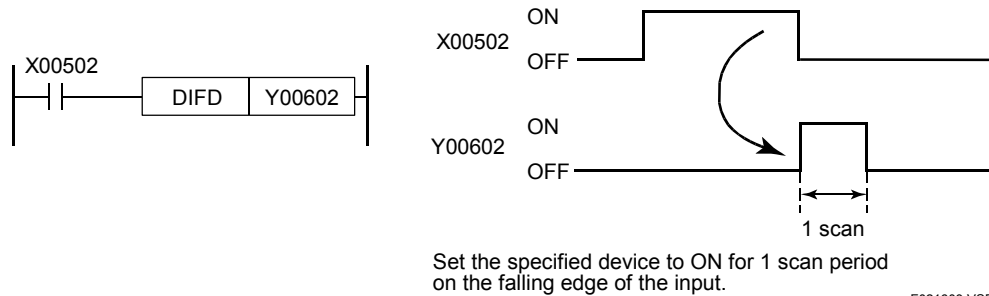 X00502
DIFD Y00602
X00502
ON
OFF
Y00602
ON
OFF
1 scan
Set the specified device to ON for 1 scan period
on the falling edge of the input.